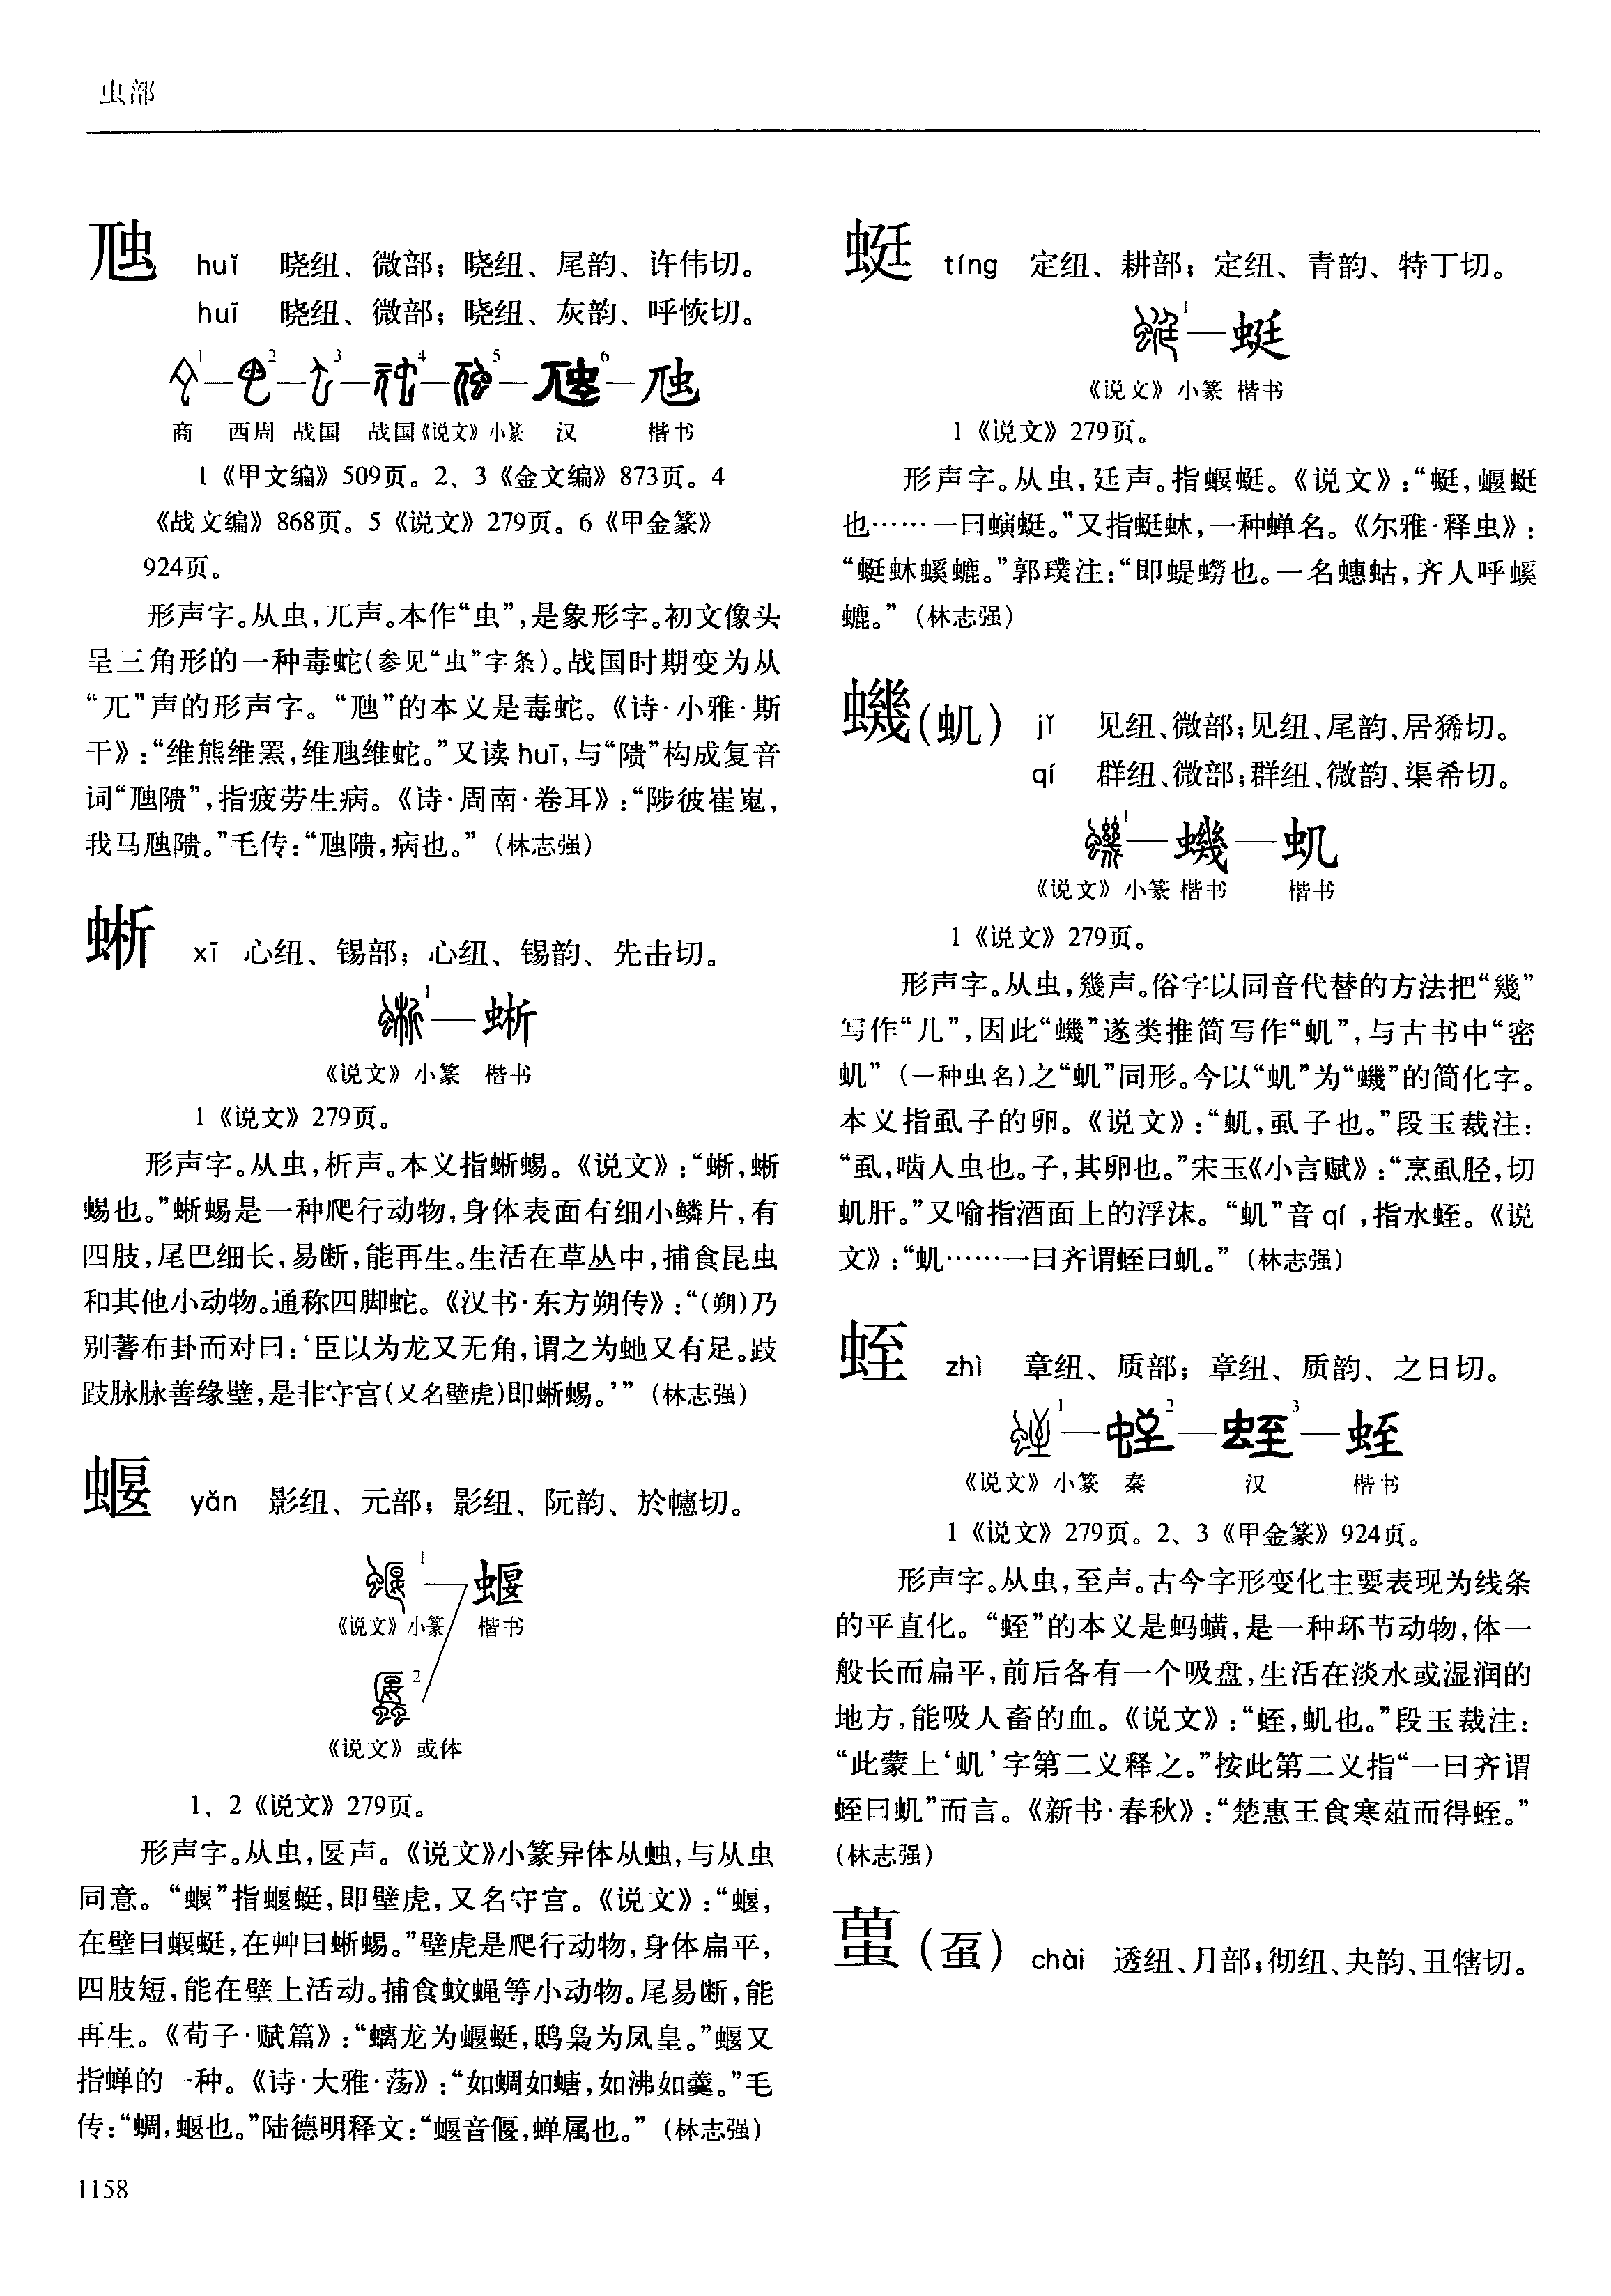 虫部
虺
huǐ 晓纽、微部；晓纽、尾韵、许伟切。
huī 晓纽、微部；晓纽、灰韵、呼恢切。
1 2 3 4 5 6 虺
商 西周 战国 战国《说文》小篆 汉 楷书
1《甲文编》509页。2、3《金文编》873页。4
《战文编》868页。5《说文》279页。6《甲金篆》
924页。
形声字。从虫，兀声。本作“虫”，是象形字。初文像头
呈三角形的一种毒蛇(参见“虫”字条)。战国时期变为从
“兀”声的形声字。“虺”的本义是毒蛇。《诗·小雅·斯
干》：“维熊维罴，维虺维蛇。”又读huī，与“隤”构成复音
词“虺隤”，指疲劳生病。《诗·周南·卷耳》：“陟彼崔嵬，
我马虺隤。”毛传：“虺隤，病也。”（林志强）
蜥
xī 心纽、锡部；心纽、锡韵、先击切。
1 蜥
《说文》小篆 楷书
1《说文》279页。
形声字。从虫，析声。本义指蜥蜴。《说文》：“蜥，蜥
蜴也。”蜥蜴是一种爬行动物，身体表面有细小鳞片，有
四肢，尾巴细长，易断，能再生。生活在草丛中，捕食昆虫
和其他小动物。通称四脚蛇。《汉书·东方朔传》：“(朔)乃
别蓍布卦而对曰：‘臣以为龙又无角，谓之为虵又有足。跂
跂脉脉善缘壁，是非守宫(又名壁虎)即蜥蜴。’”（林志强）
蝘
yǎn 影纽、元部；影纽、阮韵、於幰切。
1 蝘
《说文》小篆 楷书
2
《说文》或体
1、2《说文》279页。
形声字。从虫，匽声。《说文》小篆异体从䖵，与从虫
同意。“蝘”指蝘蜓，即壁虎，又名守宫。《说文》：“蝘，
在壁曰蝘蜓，在艸曰蜥蜴。”壁虎是爬行动物，身体扁平，
四肢短，能在壁上活动。捕食蚊蝇等小动物。尾易断，能
再生。《荀子·赋篇》：“螭龙为蝘蜓，鸱枭为凤皇。”蝘又
指蝉的一种。《诗·大雅·荡》：“如蜩如螗，如沸如羹。”毛
传：“蜩，蝘也。”陆德明释文：“蝘音偃，蝉属也。”（林志强）
1158
蜓
tíng 定纽、耕部；定纽、青韵、特丁切。
1 蜓
《说文》小篆 楷书
1《说文》279页。
形声字。从虫，廷声。指蝘蜓。《说文》：“蜓，蝘蜓
也……一曰螾蜓。”又指蜓蚞，一种蝉名。《尔雅·释虫》：
“蜓蚞螇螰。”郭璞注：“即蝭蟧也。一名蟪蛄，齐人呼螇
螰。”（林志强）
蟣(虮)
jǐ 见纽、微部；见纽、尾韵、居狶切。
qí 群纽、微部；群纽、微韵、渠希切。
1 蟣 虮
《说文》小篆 楷书 楷书
1《说文》279页。
形声字。从虫，幾声。俗字以同音代替的方法把“幾”
写作“几”，因此“蟣”遂类推简写作“虮”，与古书中“密
虮”（一种虫名)之“虮”同形。今以“虮”为“蟣”的简化字。
本义指虱子的卵。《说文》：“虮，虱子也。”段玉裁注：
“虱，啮人虫也。子，其卵也。”宋玉《小言赋》：“烹虱胫，切
虮肝。”又喻指酒面上的浮沫。“虮”音qí，指水蛭。《说
文》：“虮……一曰齐谓蛭曰虮。”（林志强）
蛭
zhì 章纽、质部；章纽、质韵、之日切。
1 2 3 蛭
《说文》小篆 秦 汉 楷书
1《说文》279页。2、3《甲金篆》924页。
形声字。从虫，至声。古今字形变化主要表现为线条
的平直化。“蛭”的本义是蚂蟥，是一种环节动物，体一
般长而扁平，前后各有一个吸盘，生活在淡水或湿润的
地方，能吸人畜的血。《说文》：“蛭，虮也。”段玉裁注：
“此蒙上‘虮’字第二义释之。”按此第二义指“一曰齐谓
蛭曰虮”而言。《新书·春秋》：“楚惠王食寒菹而得蛭。”
（林志强）
蠆(虿)
chài 透纽、月部；彻纽、夬韵、丑犗切。